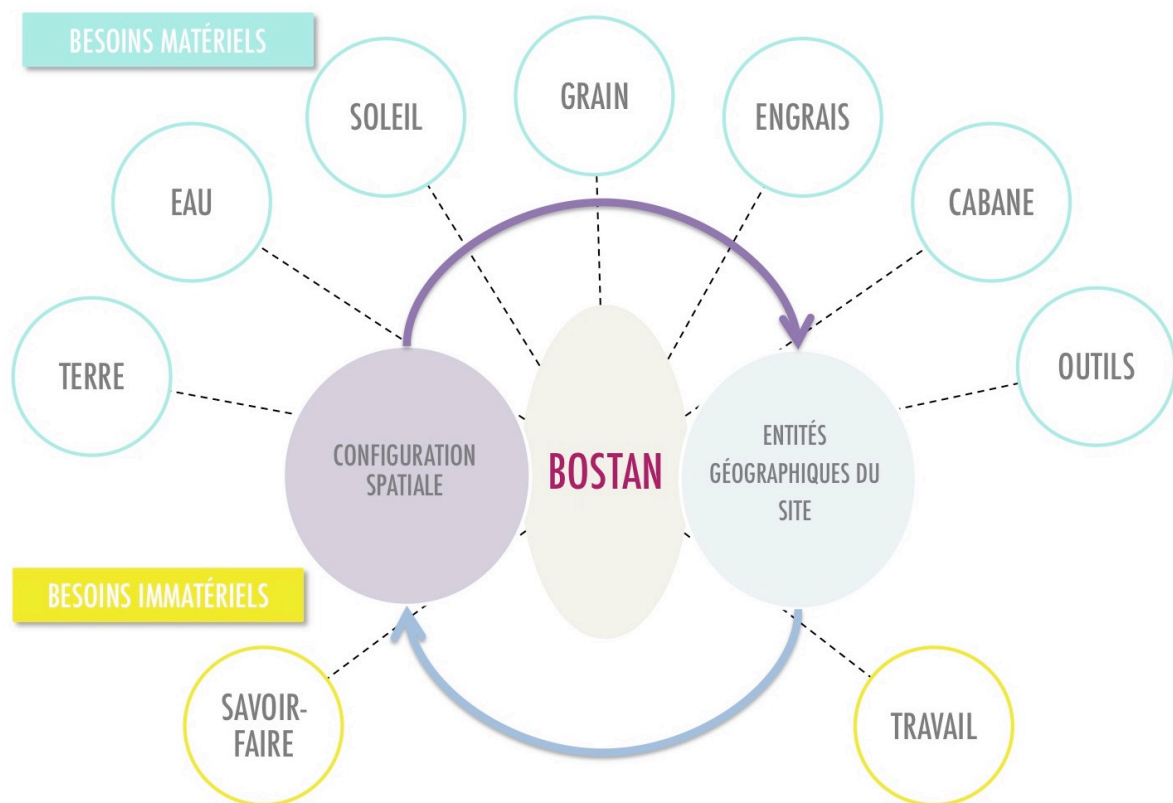 BESOINS MATÉRIELS
SOLEIL
GRAIN
ENGRAIS
EAU
CABANE
TERRE
OUTILS
CONFIGURATION
SPATIALE
BOSTAN
ENTITÉS
GÉOGRAPHIQUES DU
SITE
BESOINS IMMATÉRIELS
SAVOIR-
FAIRE
TRAVAIL